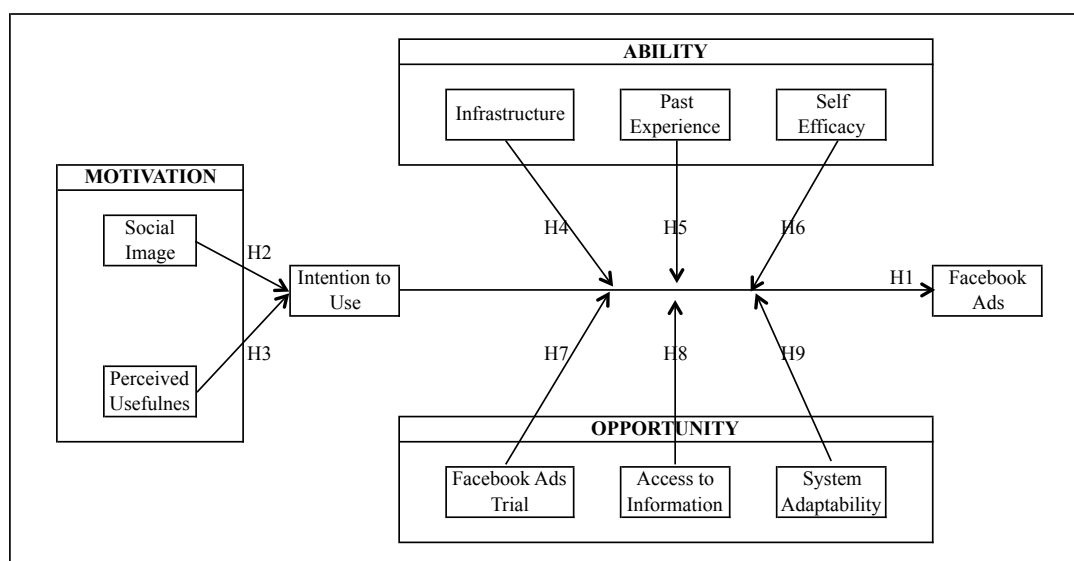 ABILITY
Infrastructure
Past
Experience
Self
Efficacy
MOTIVATION
Social
Image
H2
H4
H5
H6
Intention to
Use
H1
Facebook
Ads
H3
Perceived
Usefulnes
H7
H8
H9
OPPORTUNITY
Facebook Ads
Trial
Access to
Information
System
Adaptability